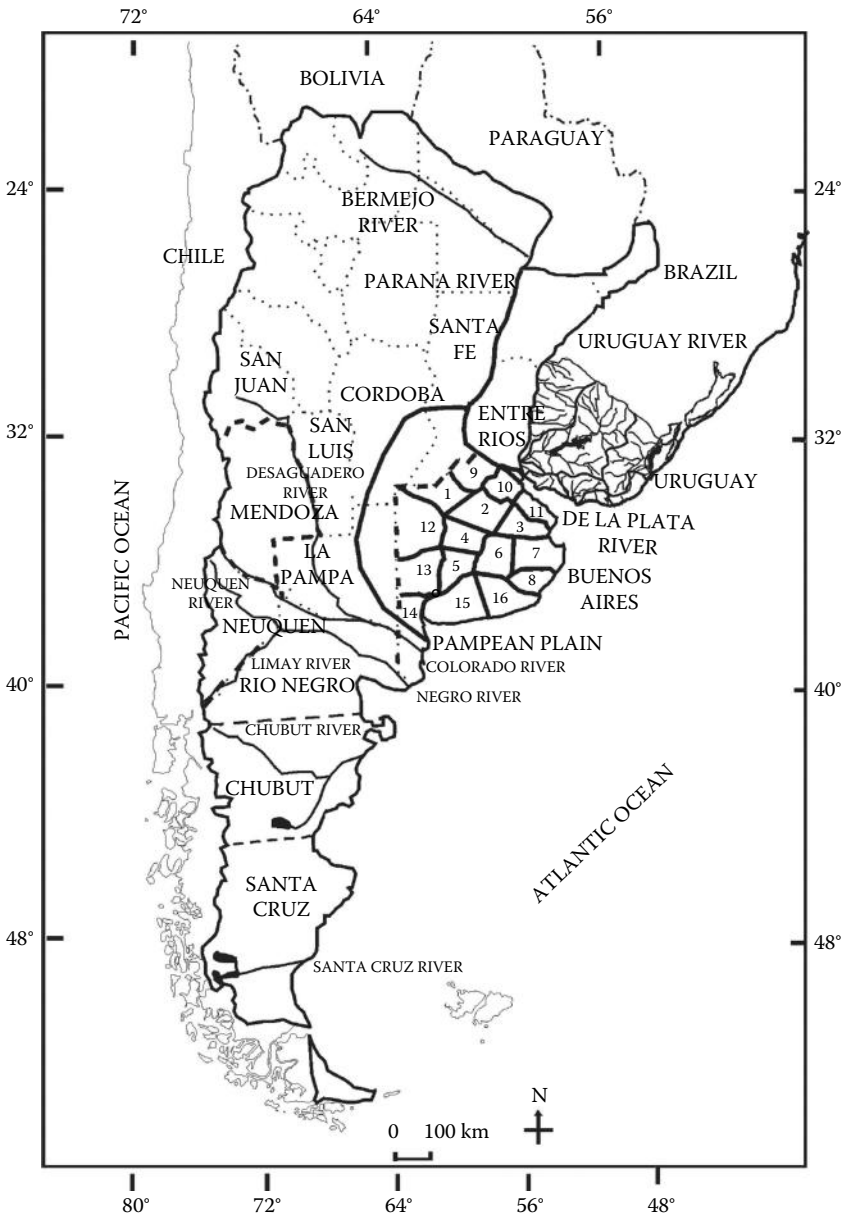 72°
64°
56°
BOLIVIA
PARAGUAY
24°
24°
BERMEJO
RIVER
CHILE
BRAZIL
PARANA RIVER
SANTA
FE
URUGUAY RIVER
SAN
JUAN
CORDOBA
ENTRE
RIOS
32°
32°
SAN
LUIS
DESAGUADERO
RIVER
URUGUAY
MENDOZA
9
1
10
2
11
3
DE LA PLATA
RIVER
12
4
6
7
LA
PAMPA
PACIFIC OCEAN
13
5
8
BUENOS
AIRES
NEUQUEN
RIVER
14
15
16
NEUQUEN
PAMPEAN PLAIN
LIMAY RIVER
COLORADO RIVER
RIO NEGRO
40°
40°
NEGRO RIVER
CHUBUT RIVER
CHUBUT
ATLANTIC OCEAN
SANTA
CRUZ
48°
48°
SANTA CRUZ RIVER
N
0 100 km
80°
72°
64°
56°
48°